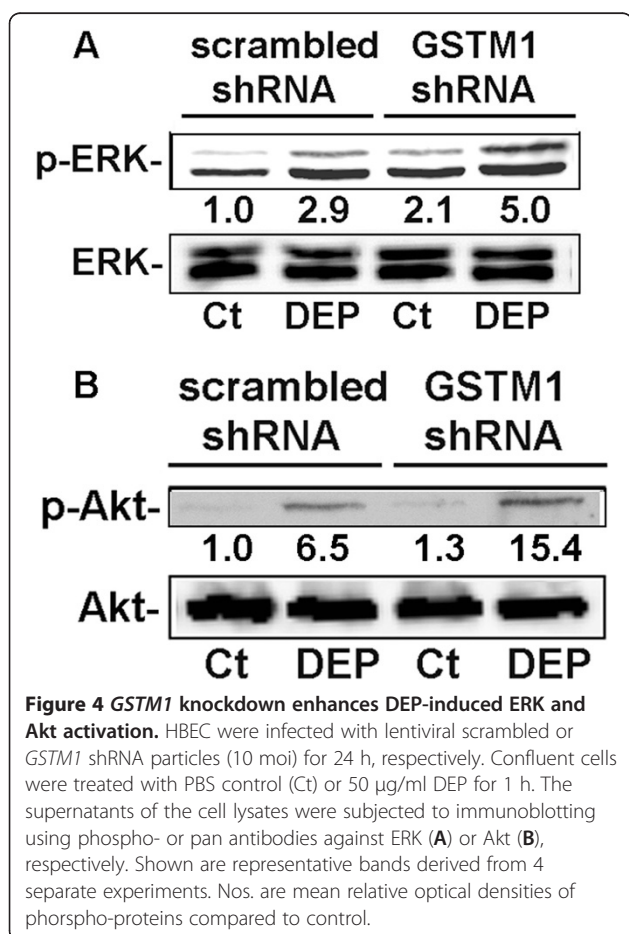 A
scrambled GSTM1
shRNA shRNA
p-ERK-
1.0 2.9 2.1 5.0
ERK-
Ct DEP Ct DEP
B
scrambled GSTM1
shRNA shRNA
p-Akt-
1.0 6.5 1.3 15.4
Akt-
Ct DEP Ct DEP
Figure 4 GSTM1 knockdown enhances DEP-induced ERK and
Akt activation. HBEC were infected with lentiviral scrambled or
GSTM1 shRNA particles (10 moi) for 24 h, respectively. Confluent cells
were treated with PBS control (Ct) or 50 μg/ml DEP for 1 h. The
supernatants of the cell lysates were subjected to immunoblotting
using phospho- or pan antibodies against ERK (A) or Akt (B),
respectively. Shown are representative bands derived from 4
separate experiments. Nos. are mean relative optical densities of
phorspho-proteins compared to control.